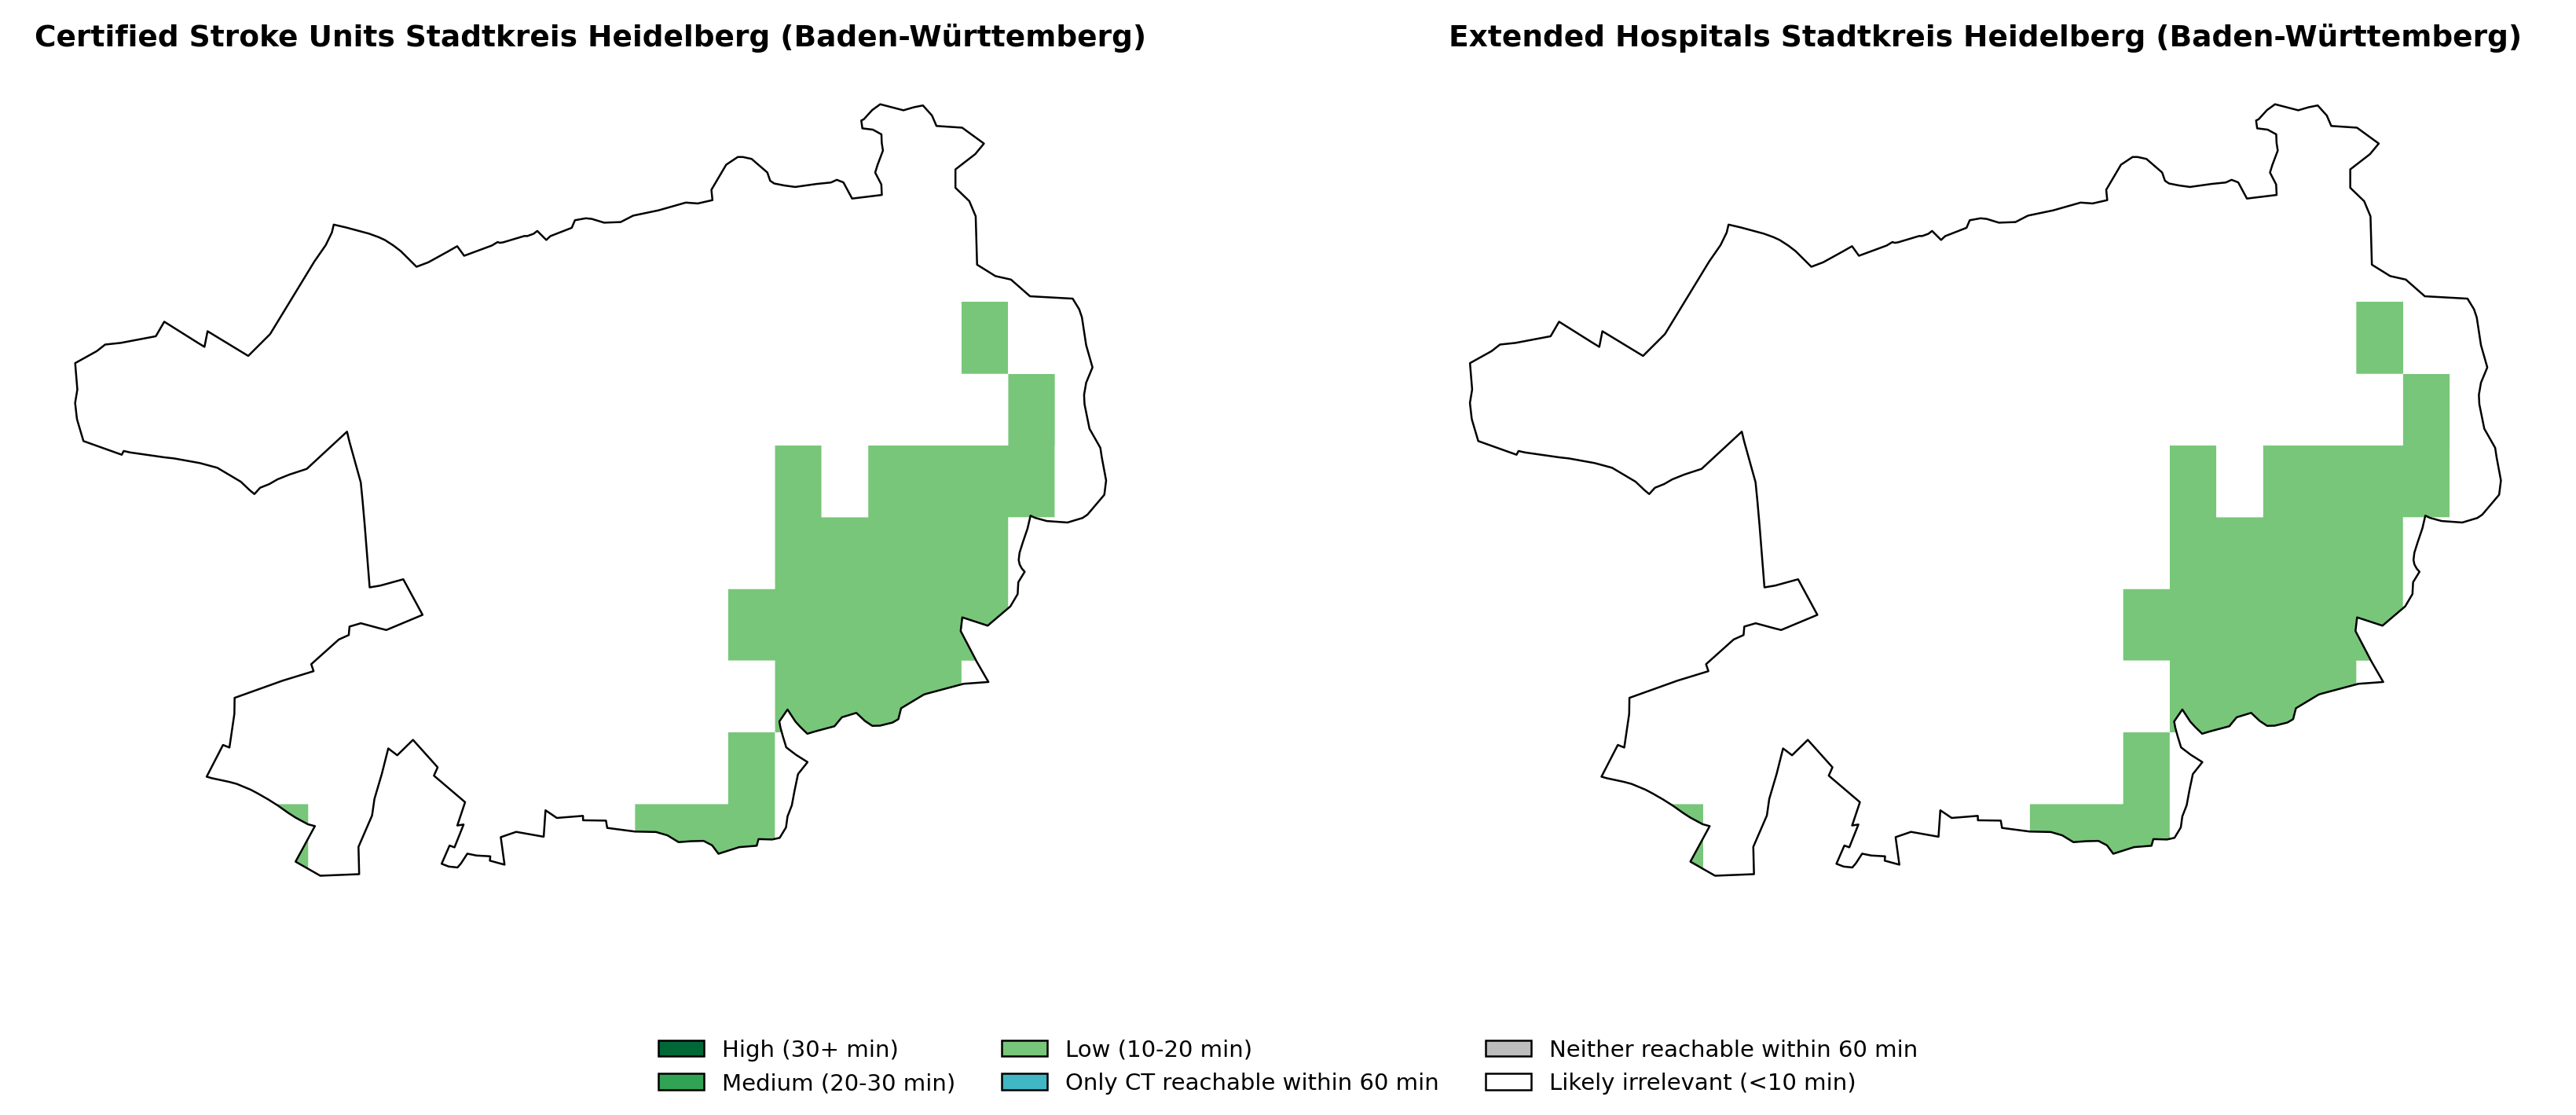 Certified Stroke Units Stadtkreis Heidelberg (Baden-Württemberg)
Extended Hospitals Stadtkreis Heidelberg (Baden-Württemberg)
High (30+ min)
Medium (20-30 min)
Low (10-20 min)
Only CT reachable within 60 min
Neither reachable within 60 min
Likely irrelevant (<10 min)